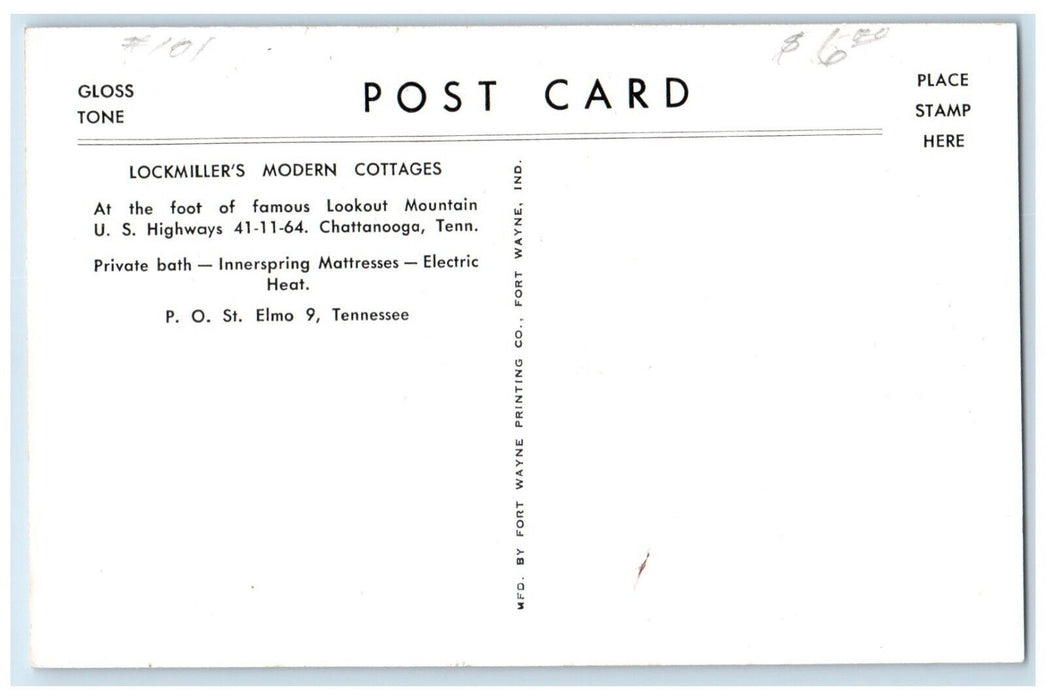 #101
$6.00
GLOSS
TONE
POST CARD
PLACE
STAMP
HERE
LOCKMILLER'S MODERN COTTAGES
At the foot of famous Lookout Mountain
U. S. Highways 41-11-64. Chattanooga, Tenn.
Private bath — Innerspring Mattresses — Electric
Heat.
P. O. St. Elmo 9, Tennessee
MFD. BY FORT WAYNE PRINTING CO., FORT WAYNE, IND.